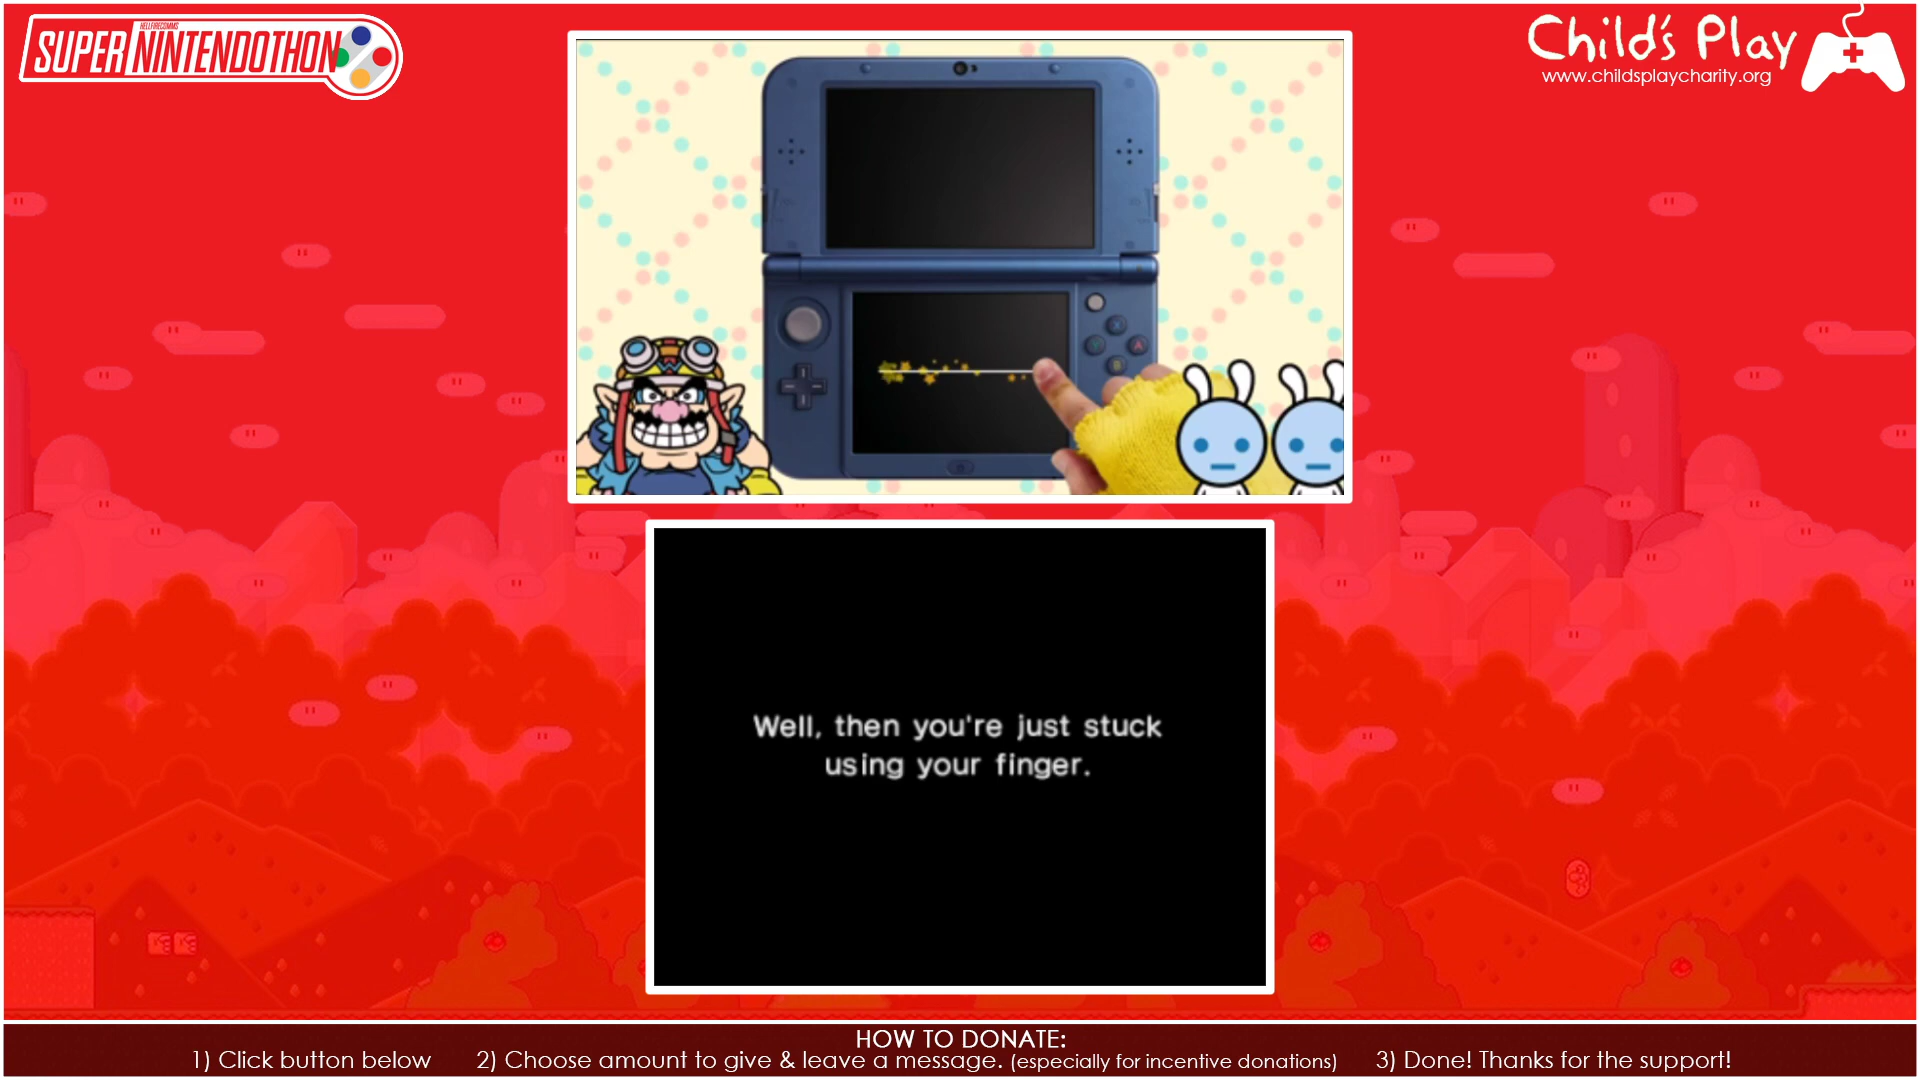 HELLFIRECOMMS
SUPER NINTENDOTHON
Child's Play
www.childsplaycharity.org
X
Y
A
B
Well, then you're just stuck
using your finger.
HOW TO DONATE:
1) Click button below 2) Choose amount to give & leave a message. (especially for incentive donations) 3) Done! Thanks for the support!